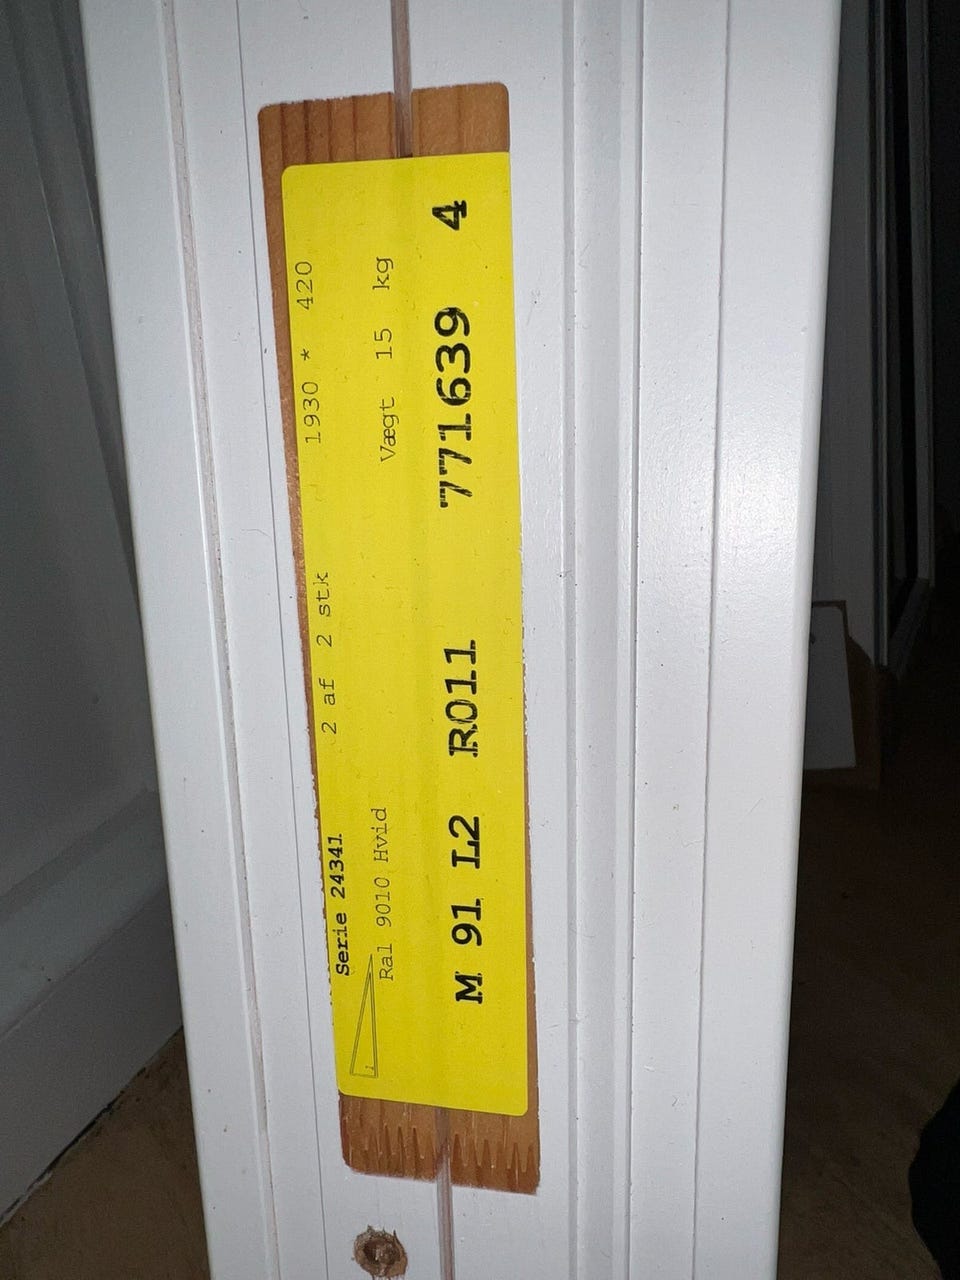 Serie 24341 2 af 2 stk 1930 * 420
Ral 9010 Hvid Vægt 15 kg
M 91 L2 R011 771639 4